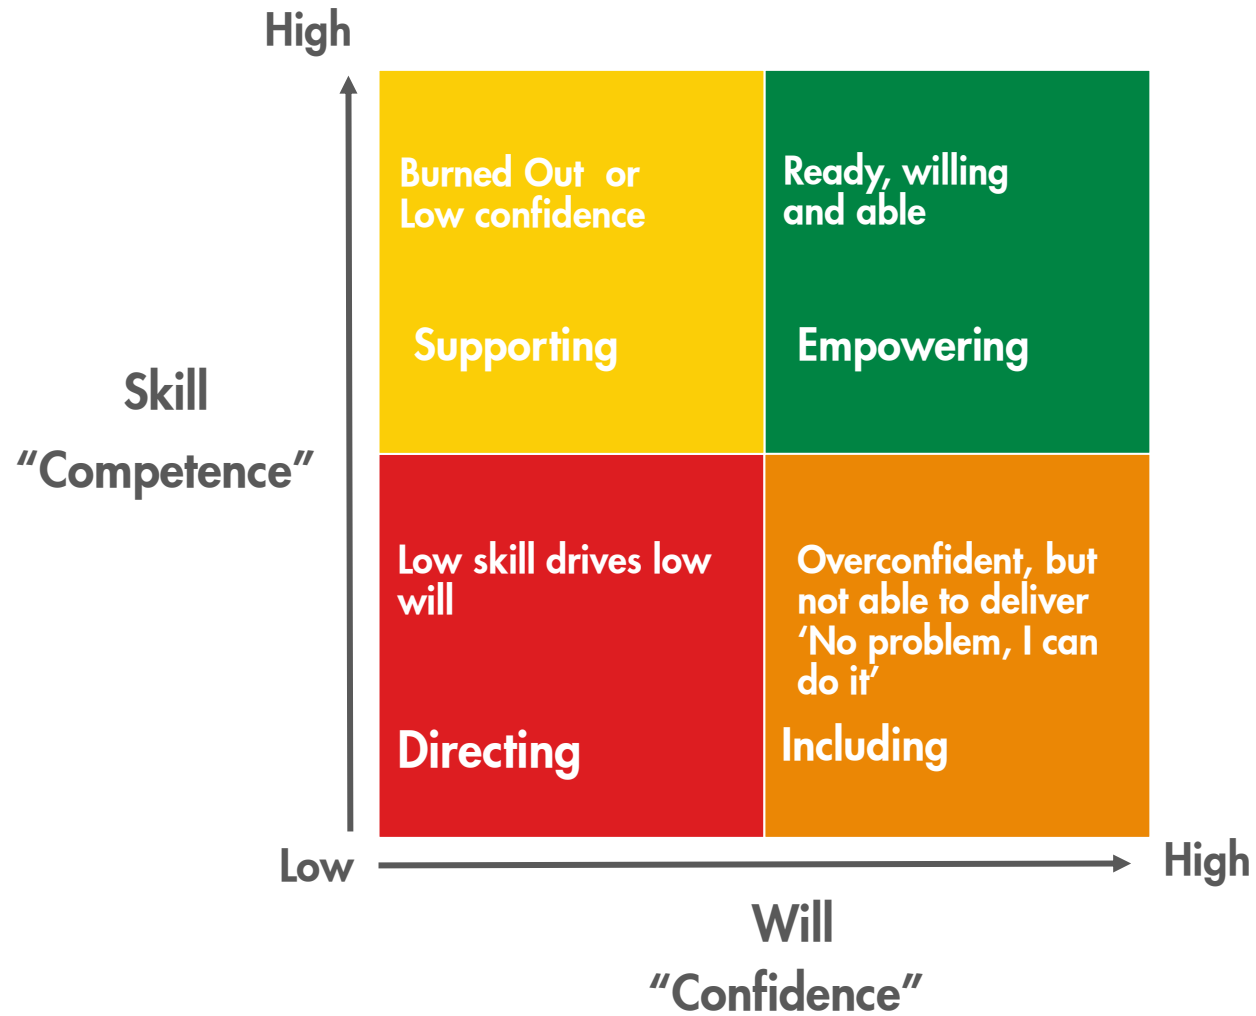 High
Burned Out or
Low confidence
Supporting
Ready, willing
and able
Empowering
Skill
“Competence”
Low skill drives low
will
Directing
Overconfident, but
not able to deliver
‘No problem, I can
do it’
Including
Low
High
Will
“Confidence”